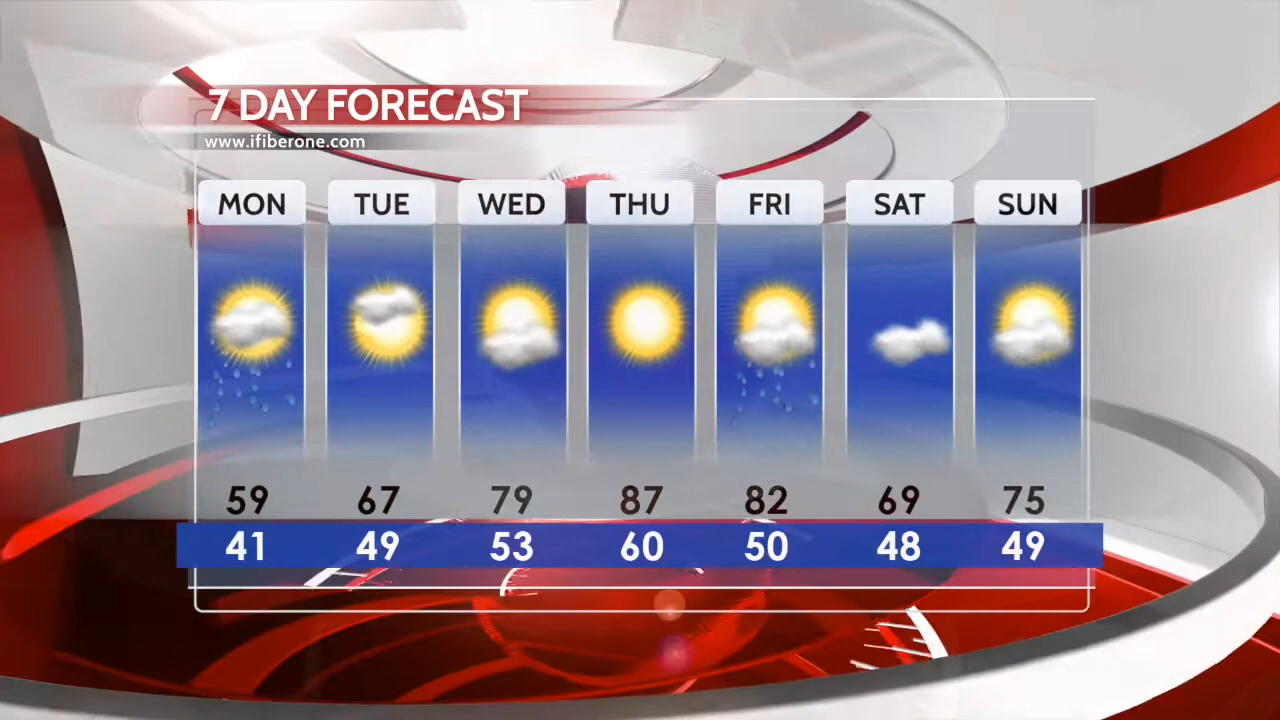 7 DAY FORECAST
www.ifiberone.com
MON TUE WED THU FRI SAT SUN
59 67 79 87 82 69 75
41 49 53 60 50 48 49